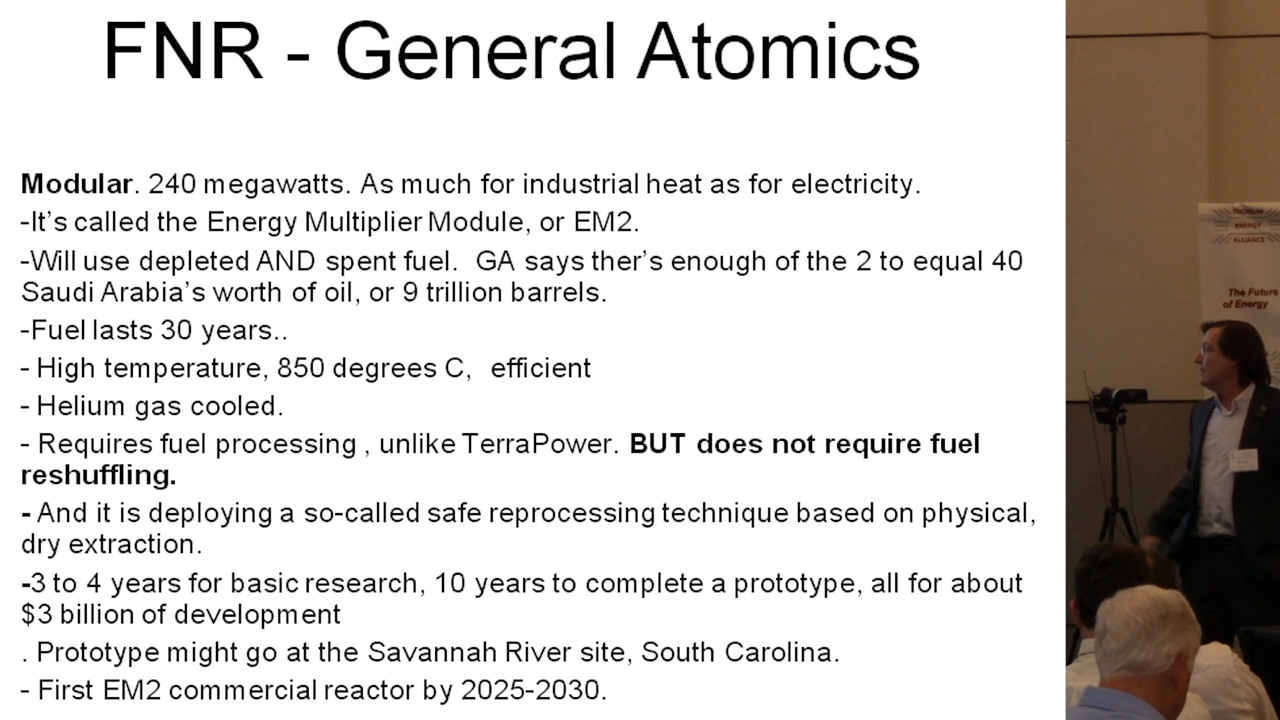 FNR - General Atomics
Modular. 240 megawatts. As much for industrial heat as for electricity.
-It's called the Energy Multiplier Module, or EM2.
-Will use depleted AND spent fuel.  GA says ther's enough of the 2 to equal 40
Saudi Arabia's worth of oil, or 9 trillion barrels.
-Fuel lasts 30 years..
- High temperature, 850 degrees C,  efficient
- Helium gas cooled.
- Requires fuel processing , unlike TerraPower. BUT does not require fuel
reshuffling.
- And it is deploying a so-called safe reprocessing technique based on physical,
dry extraction.
-3 to 4 years for basic research, 10 years to complete a prototype, all for about
$3 billion of development
. Prototype might go at the Savannah River site, South Carolina.
- First EM2 commercial reactor by 2025-2030.
THORIUM
ENERGY
ALLIANCE
The Future
of Energy